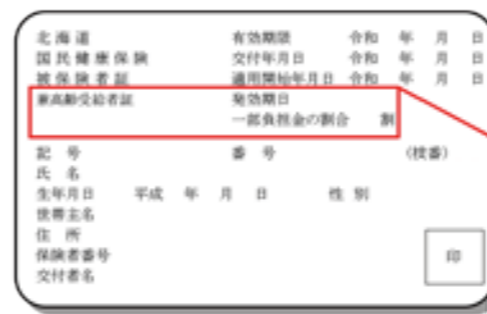 北海道 有効期限 令和 年 月 日
国民健康保険 交付年月日 令和 年 月 日
被保険者証 適用開始年月日 令和 年 月 日
兼高齢受給者証 発効期日
一部負担金の割合 割
記号 番号 (枝番)
氏名
生年月日 平成 年 月 日 性別
世帯主名
住所
保険者番号
交付者名
印